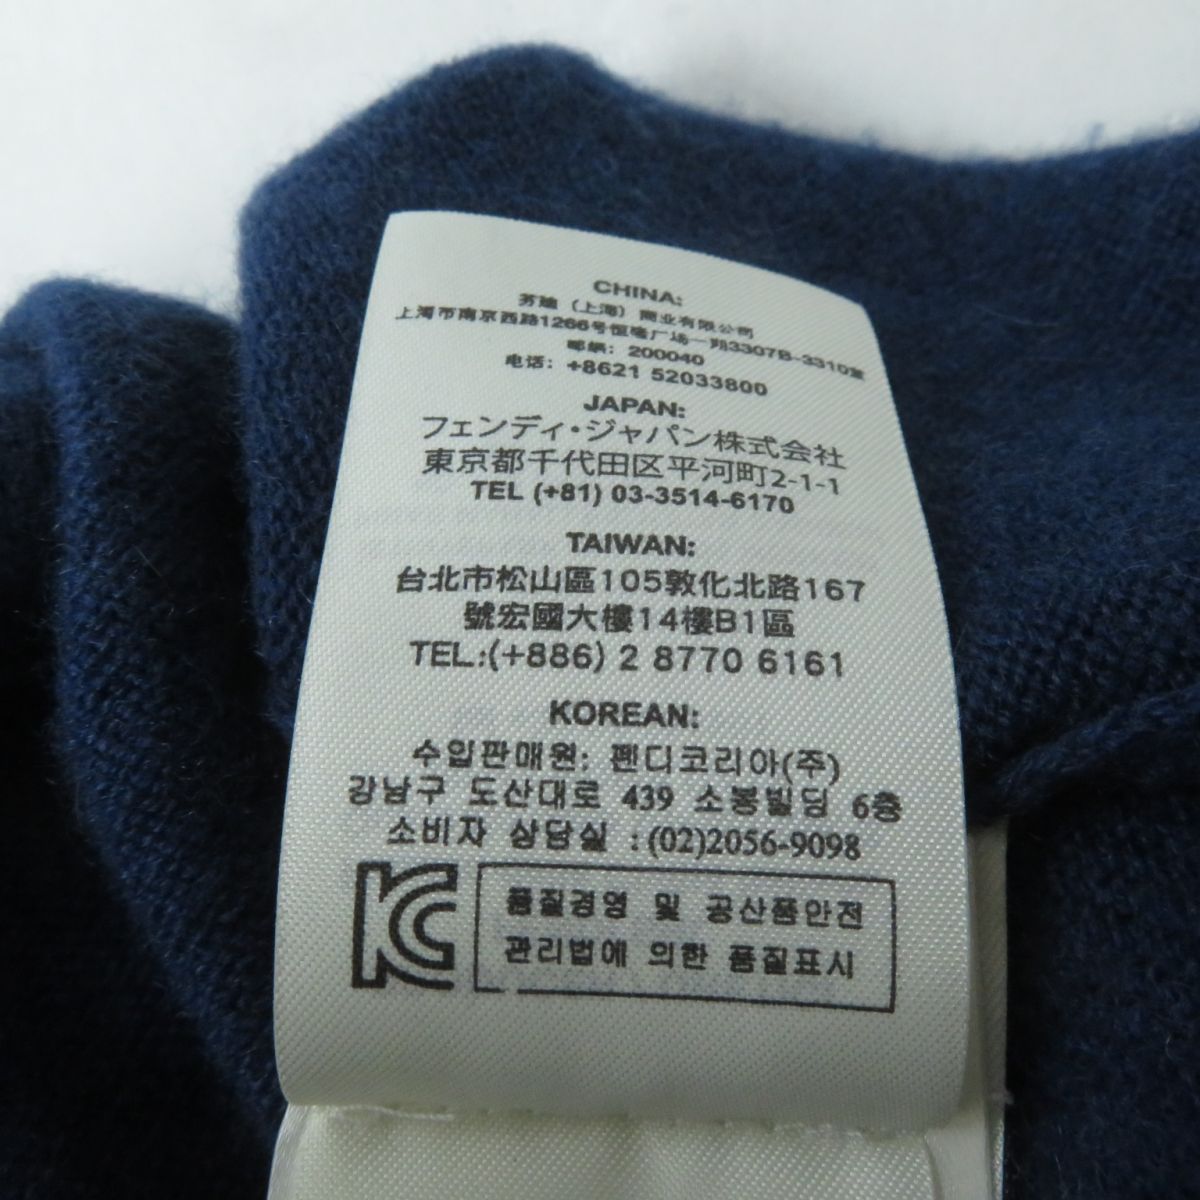 CHINA:
芬迪（上海）商业有限公司
上海市南京西路1266号恒隆广场一期3307B-3310室
邮编：200040
电话：+8621 52033800
JAPAN:
フェンディ・ジャパン株式会社
東京都千代田区平河町2-1-1
TEL (+81) 03-3514-6170
TAIWAN:
台北市松山區105敦化北路167
號宏國大樓14樓B1區
TEL:(+886) 2 8770 6161
KOREAN:
수입판매원: 펜디코리아(주)
강남구 도산대로 439 소봉빌딩 6층
소비자 상담실 :(02)2056-9098
KC
품질경영 및 공산품안전
관리법에 의한 품질표시